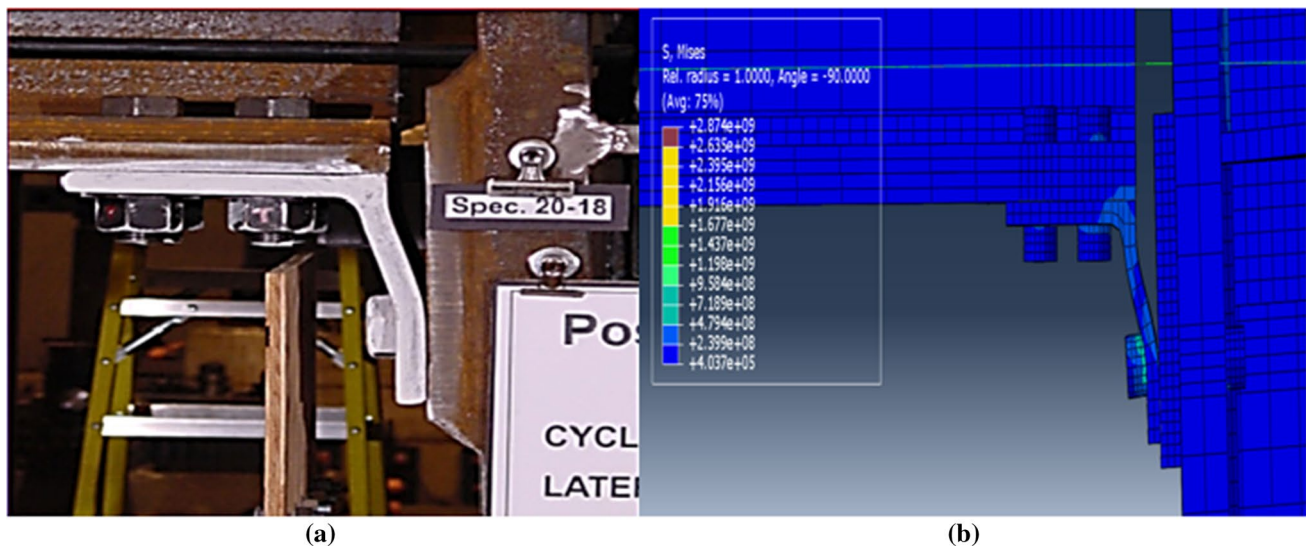 Spec. 20-18
Pos
CYCL
LATE
S, Mises
Rel. radius = 1.0000, Angle = -90.0000
(Avg: 75%)
+2.874e+09
+2.635e+09
+2.395e+09
+2.156e+09
+1.916e+09
+1.677e+09
+1.437e+09
+1.198e+09
+9.584e+08
+7.189e+08
+4.794e+08
+2.399e+08
+4.037e+05
(a)
(b)